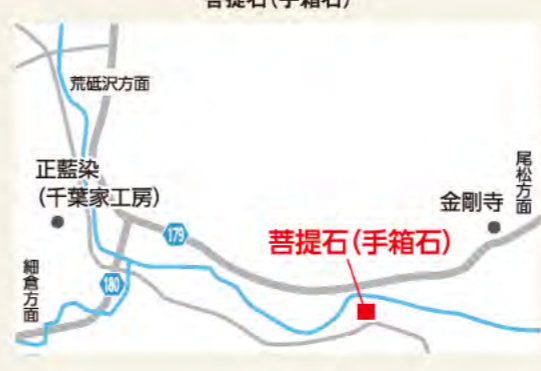 菩提石（手箱石）
荒砥沢方面
正藍染
（千葉家工房）
尾松方面
金剛寺
179
菩提石（手箱石）
細倉方面
180